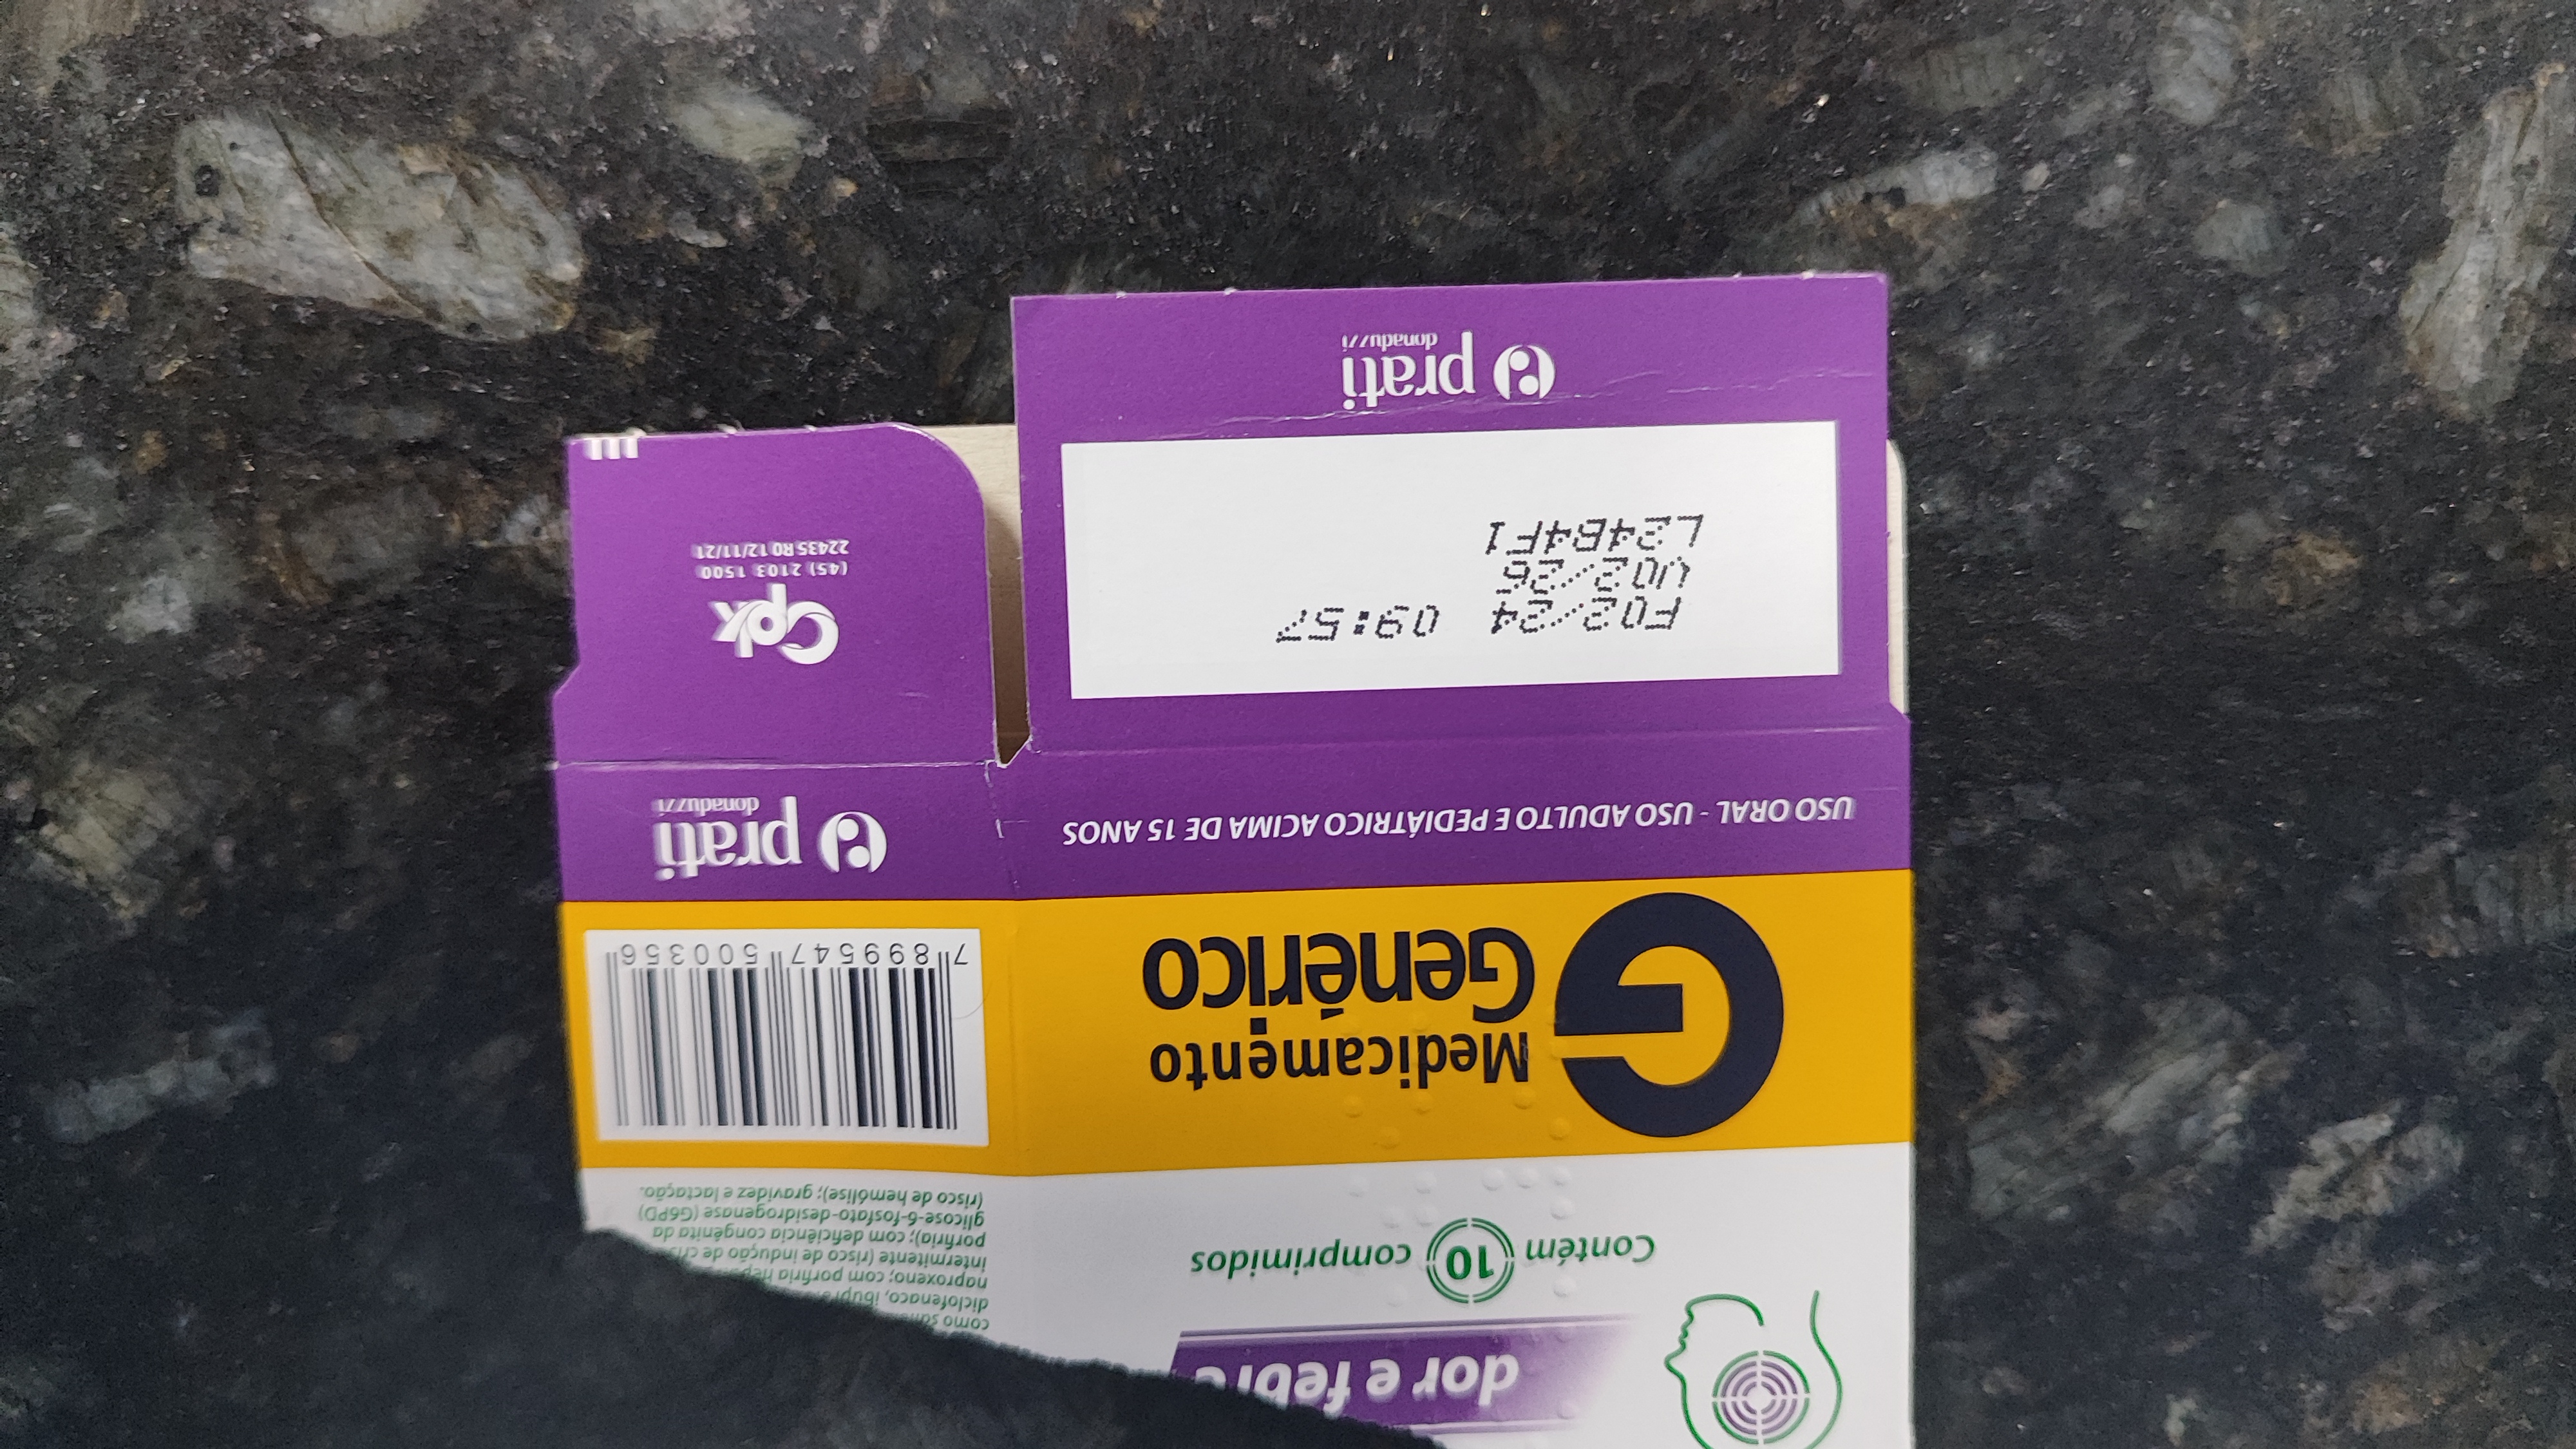 dor e febre
Contém 10 comprimidos
como
diclofenaco,
naproxeno; com porfiria
intermitente (risco de indução de
porfiria); com deficiência congênita da
glicose-6-fosfato-desidrogenase (G6PD)
(risco de hemólise); gravidez e lactação.
G Medicamento
Genérico
7 899547 500356
USO ORAL - USO ADULTO E PEDIÁTRICO ACIMA DE 15 ANOS
prati
donaduzzi
F02/24 09:57
V02/26
L24B4F1
Cpk
(45) 2103 1500
22435 R0 12/11/21
prati
donaduzzi